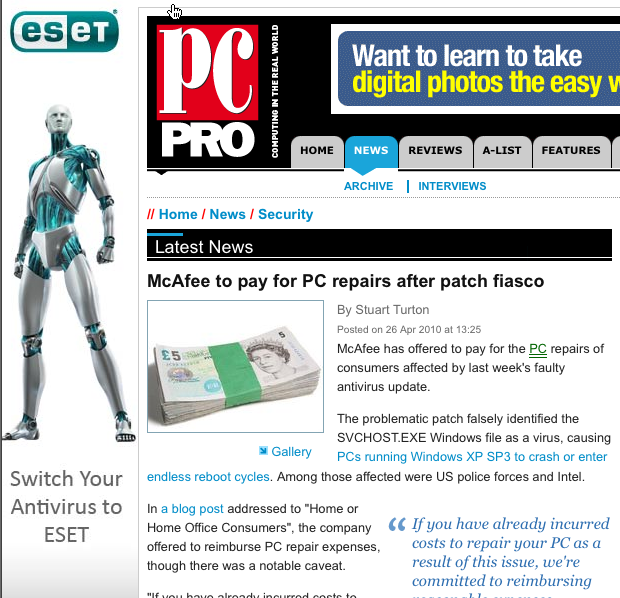 eseT
Switch Your
Antivirus to
ESET
PC
PRO
COMPUTING IN THE REAL WORLD
Want to learn to take
digital photos the easy
HOME
NEWS
REVIEWS
A-LIST
FEATURES
ARCHIVE | INTERVIEWS
// Home / News / Security
Latest News
McAfee to pay for PC repairs after patch fiasco
£5
5
By Stuart Turton
Posted on 26 Apr 2010 at 13:25
McAfee has offered to pay for the PC repairs of
consumers affected by last week's faulty
antivirus update.
The problematic patch falsely identified the
SVCHOST.EXE Windows file as a virus, causing
Gallery
PCs running Windows XP SP3 to crash or enter
endless reboot cycles. Among those affected were US police forces and Intel.
In a blog post addressed to "Home or
Home Office Consumers", the company
offered to reimburse PC repair expenses,
though there was a notable caveat.
"If you have already incurred costs to
“ If you have already incurred
costs to repair your PC as a
result of this issue, we're
committed to reimbursing
reasonable expenses